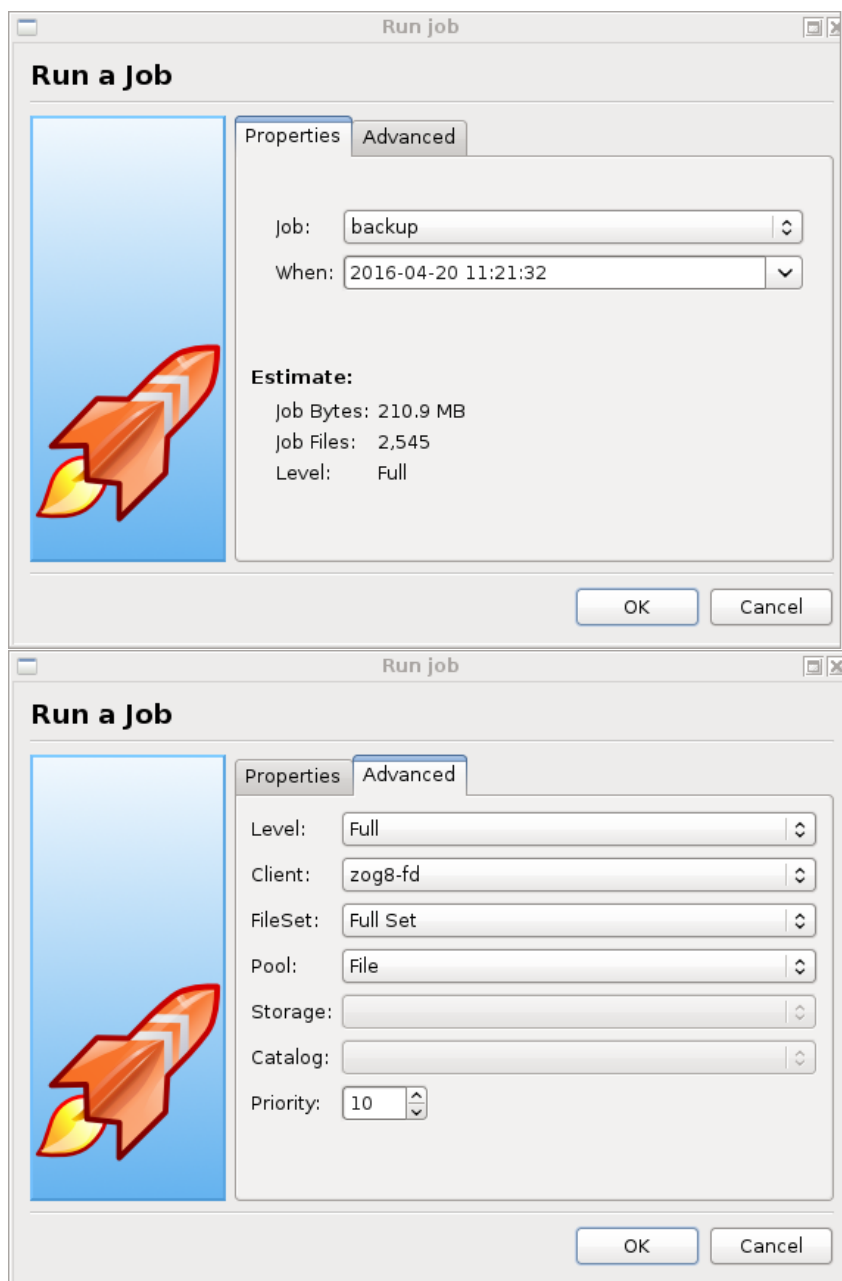 Run job
Run a Job
Properties Advanced
Job: backup
When: 2016-04-20 11:21:32
Estimate:
Job Bytes: 210.9 MB
Job Files: 2,545
Level: Full
OK Cancel
Run job
Run a Job
Properties Advanced
Level: Full
Client: zog8-fd
FileSet: Full Set
Pool: File
Storage:
Catalog:
Priority: 10
OK Cancel